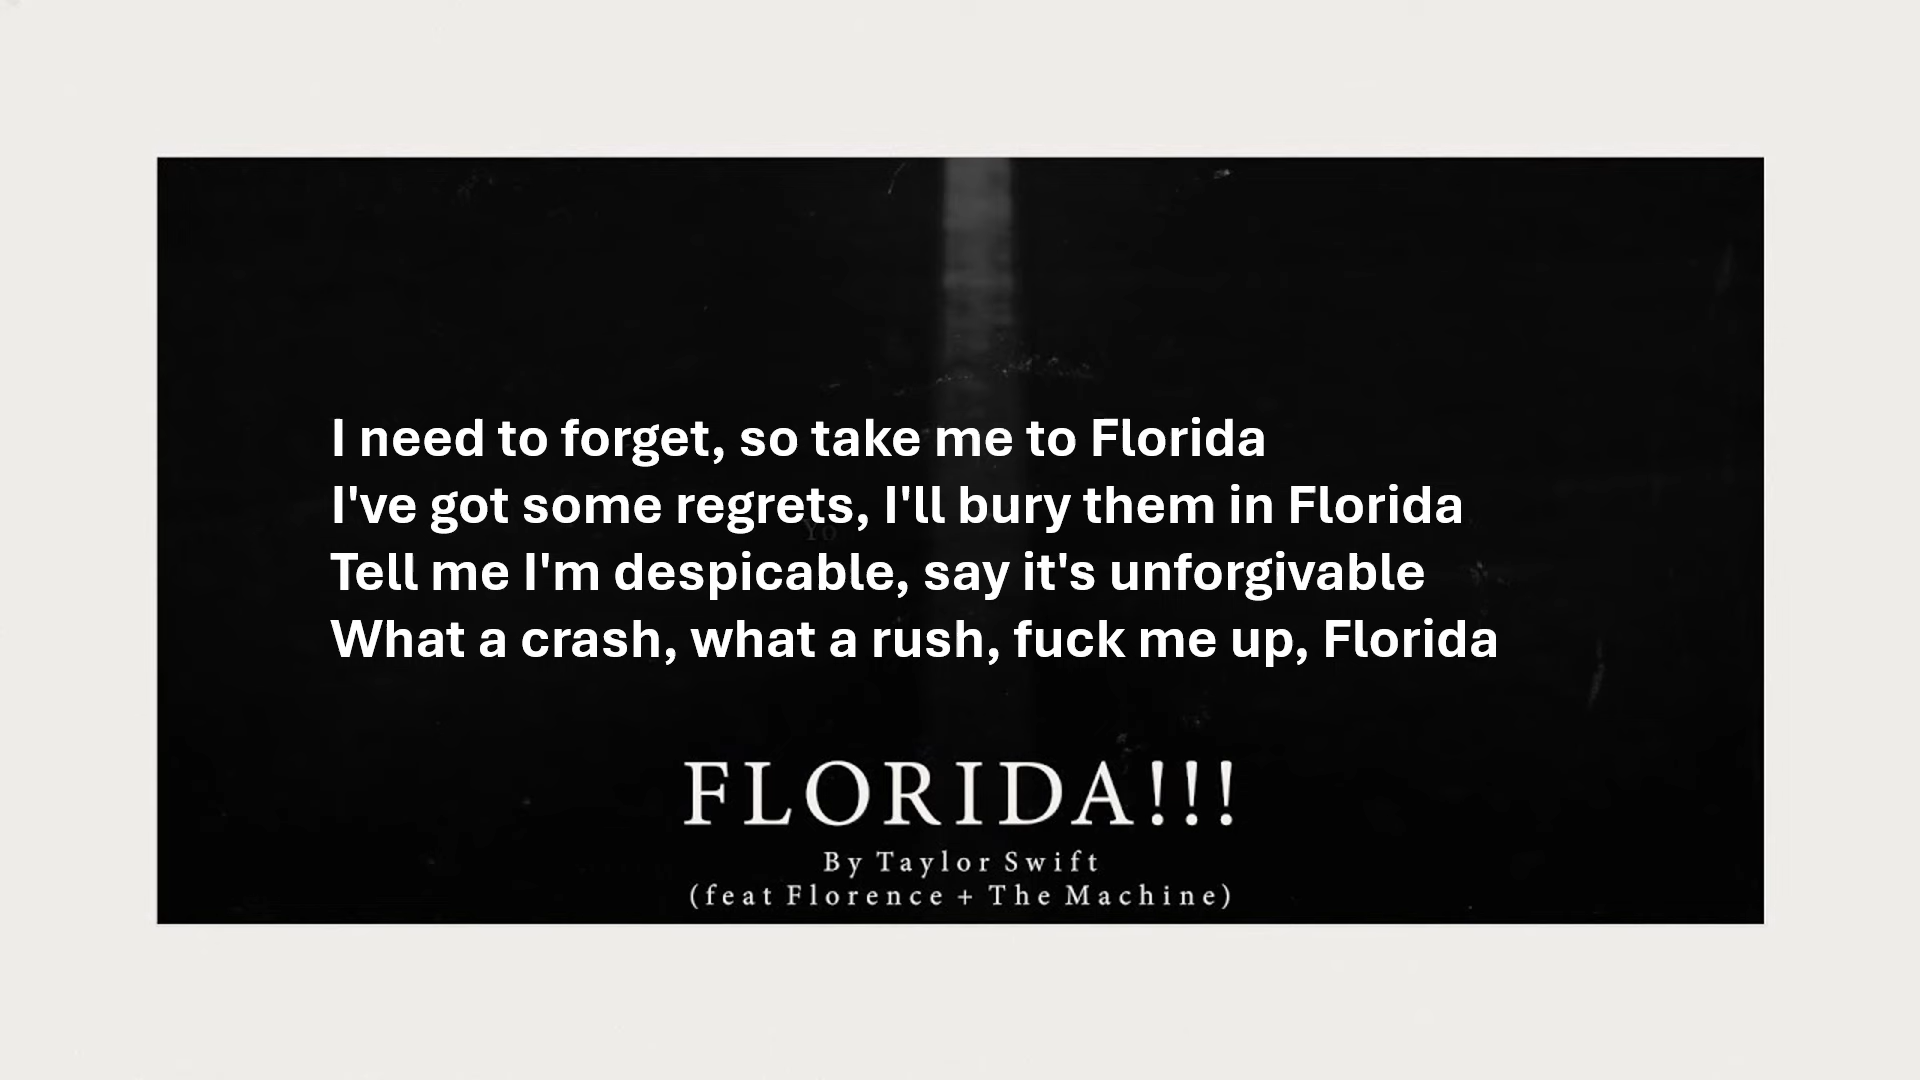 I need to forget, so take me to Florida
I've got some regrets, I'll bury them in Florida
Tell me I'm despicable, say it's unforgivable
What a crash, what a rush, fuck me up, Florida
Yo
FLORIDA!!!
By Taylor Swift
(feat Florence + The Machine)